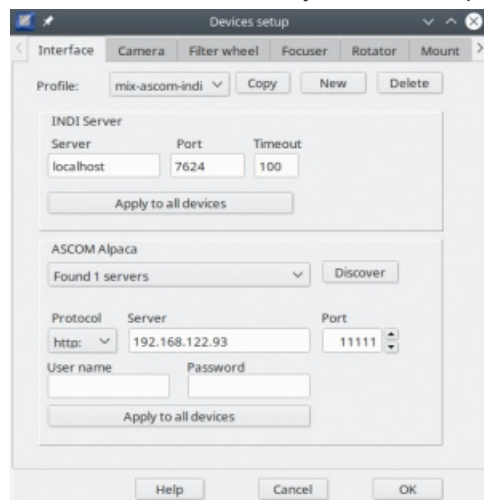 Devices setup
Interface Camera Filter wheel Focuser Rotator Mount
Profile: mix-ascom-indi Copy New Delete
INDI Server
Server Port Timeout
localhost 7624 100
Apply to all devices
ASCOM Alpaca
Found 1 servers Discover
Protocol Server Port
http: 192.168.122.93 11111
User name Password
Apply to all devices
Help Cancel OK